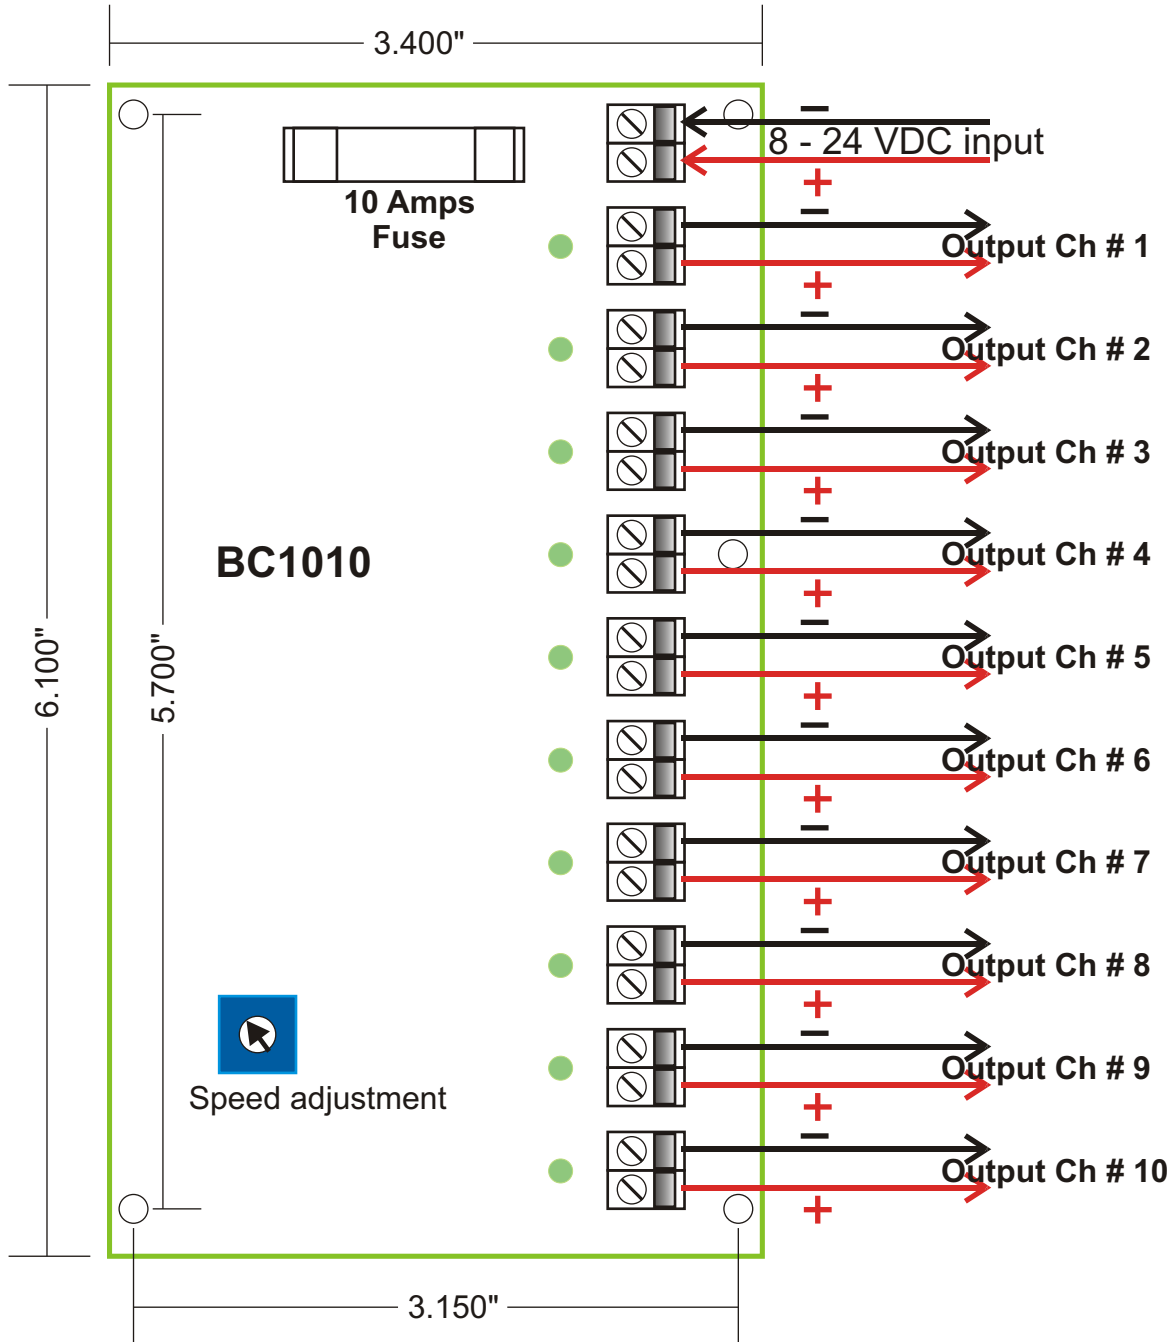 3.400"
8 - 24 VDC input
10 Amps
Fuse
Output Ch # 1
Output Ch # 2
Output Ch # 3
Output Ch # 4
BC1010
Output Ch # 5
6.100"
5.700"
Output Ch # 6
Output Ch # 7
Output Ch # 8
Output Ch # 9
Speed adjustment
Output Ch # 10
3.150"